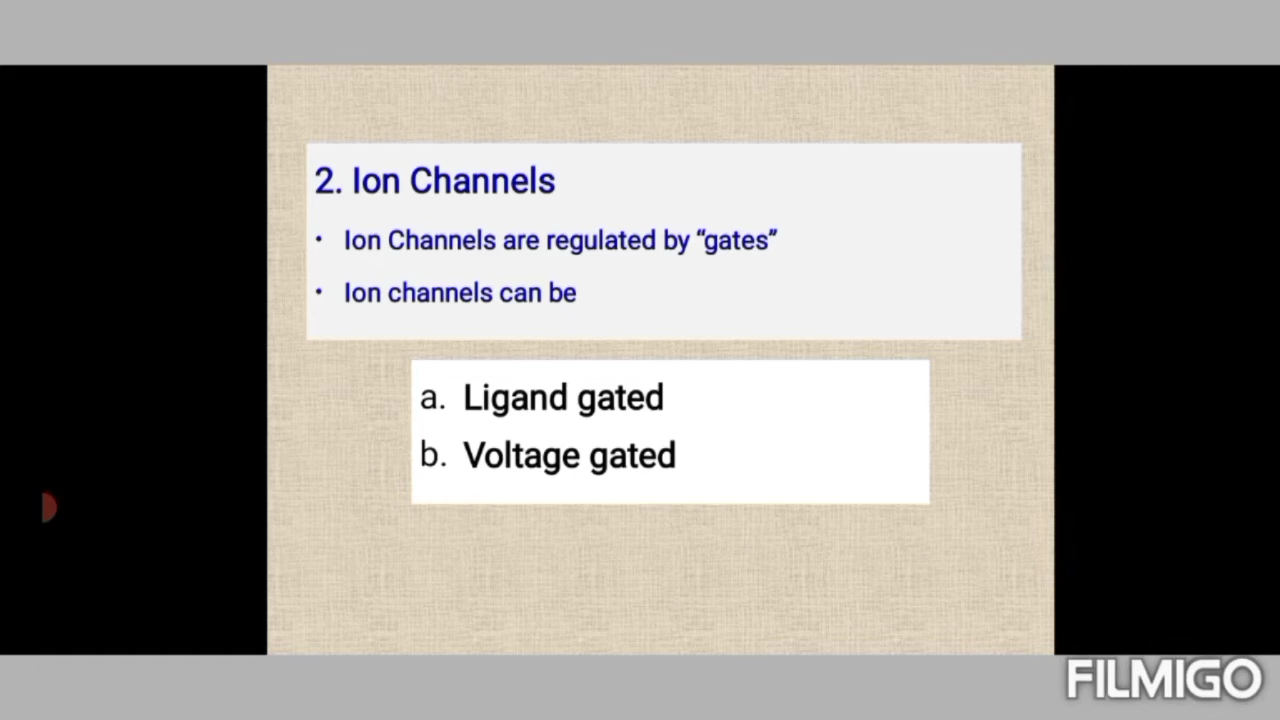 2. Ion Channels
• Ion Channels are regulated by “gates”
• Ion channels can be
a. Ligand gated
b. Voltage gated
FILMIGO